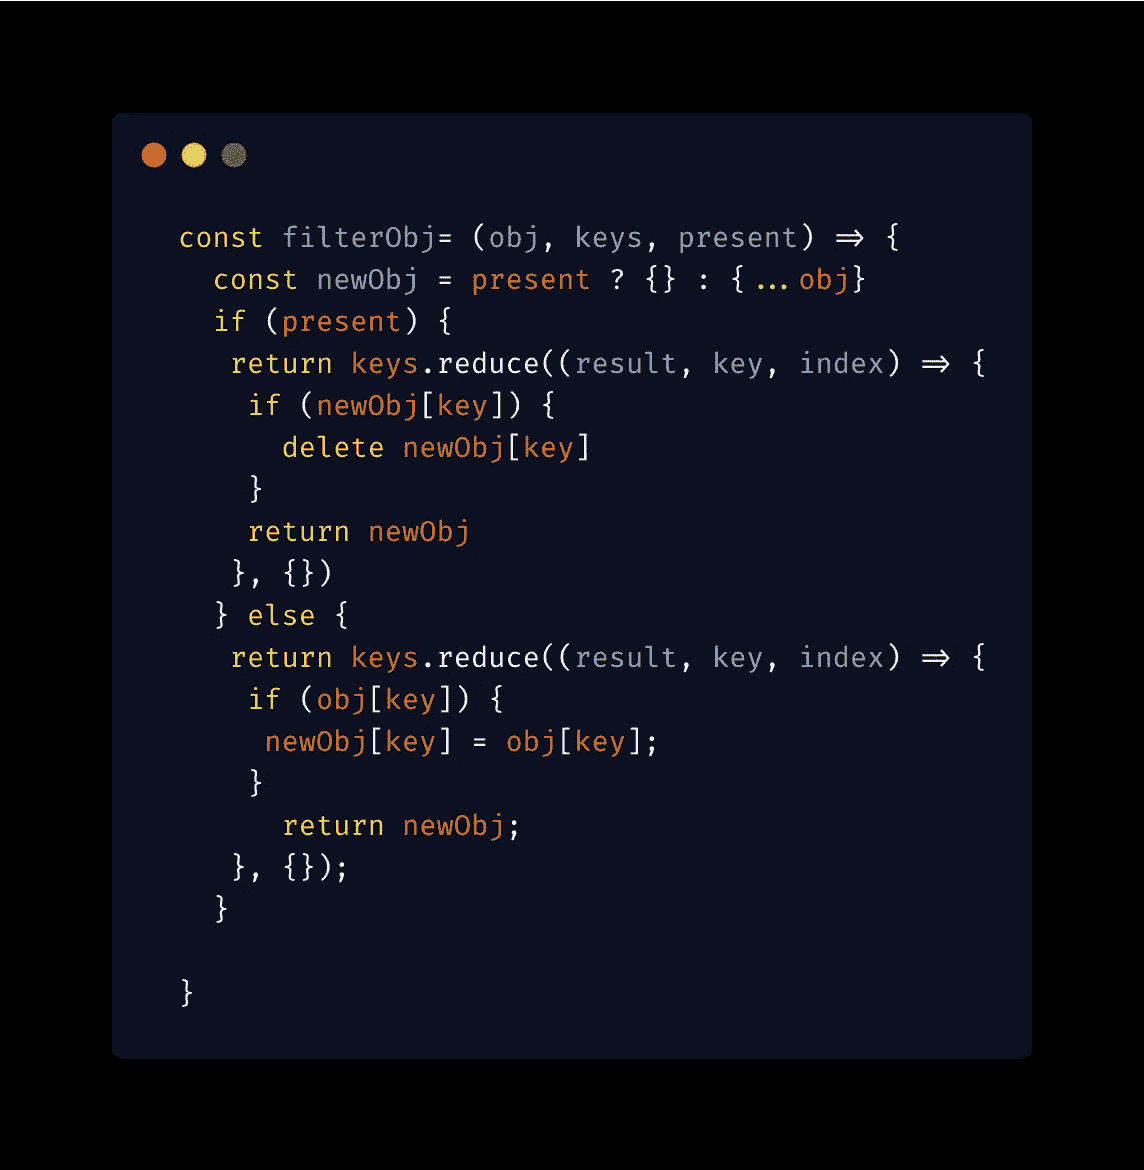 const filterObj= (obj, keys, present) => {
  const newObj = present ? {} : {...obj}
  if (present) {
   return keys.reduce((result, key, index) => {
    if (newObj[key]) {
      delete newObj[key]
    }
    return newObj
   }, {})
  } else {
   return keys.reduce((result, key, index) => {
    if (obj[key]) {
     newObj[key] = obj[key];
    }
      return newObj;
   }, {});
  }
}